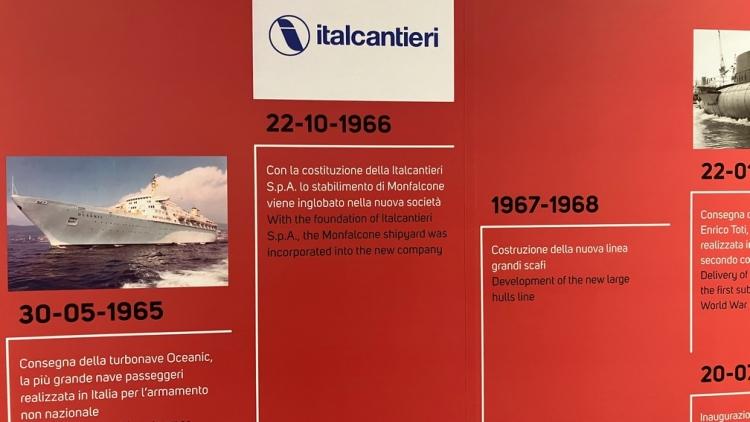 italcantieri
22-10-1966
Con la costituzione della Italcantieri
S.p.A. lo stabilimento di Monfalcone
viene inglobato nella nuova società
With the foundation of Italcantieri
S.p.A., the Monfalcone shipyard was
incorporated into the new company
30-05-1965
Consegna della turbonave Oceanic,
la più grande nave passeggeri
realizzata in Italia per l'armamento
non nazionale
1967-1968
Costruzione della nuova linea
grandi scafi
Development of the new large
hulls line
22-01
Consegna
Enrico Toti,
realizzata i
secondo co
Delivery of
the first sub
World War
20-0
Inaugurazio